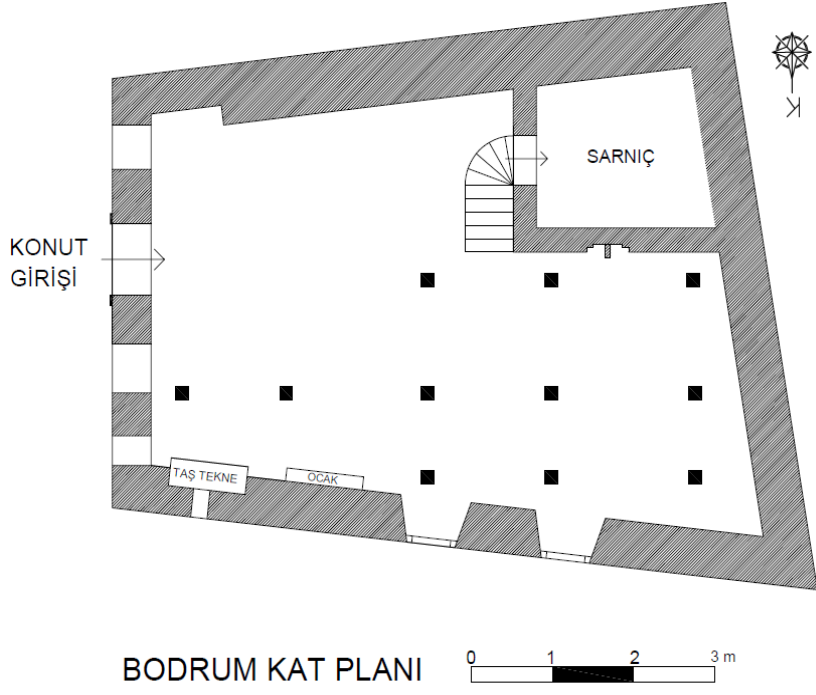 K
SARNIÇ
KONUT
GİRİŞİ
TAŞ TEKNE
OCAK
BODRUM KAT PLANI
0 1 2 3 m